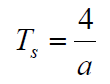 T_s = 4/a